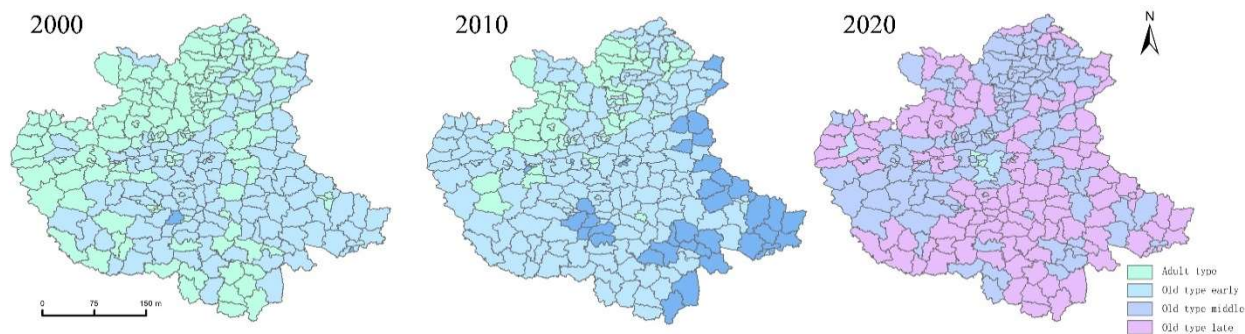 2000
2010
2020
N
0 75 150 m
Adult type
Old type early
Old type middle
Old type late